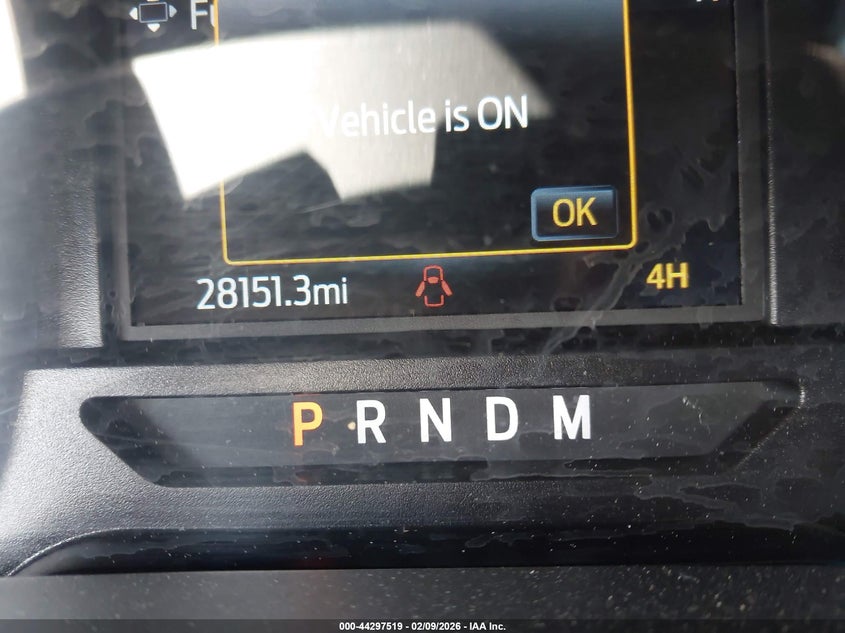 Vehicle is ON
OK
28151.3mi
4H
P R N D M
000-44297519 - 02/09/2026 - IAA Inc.